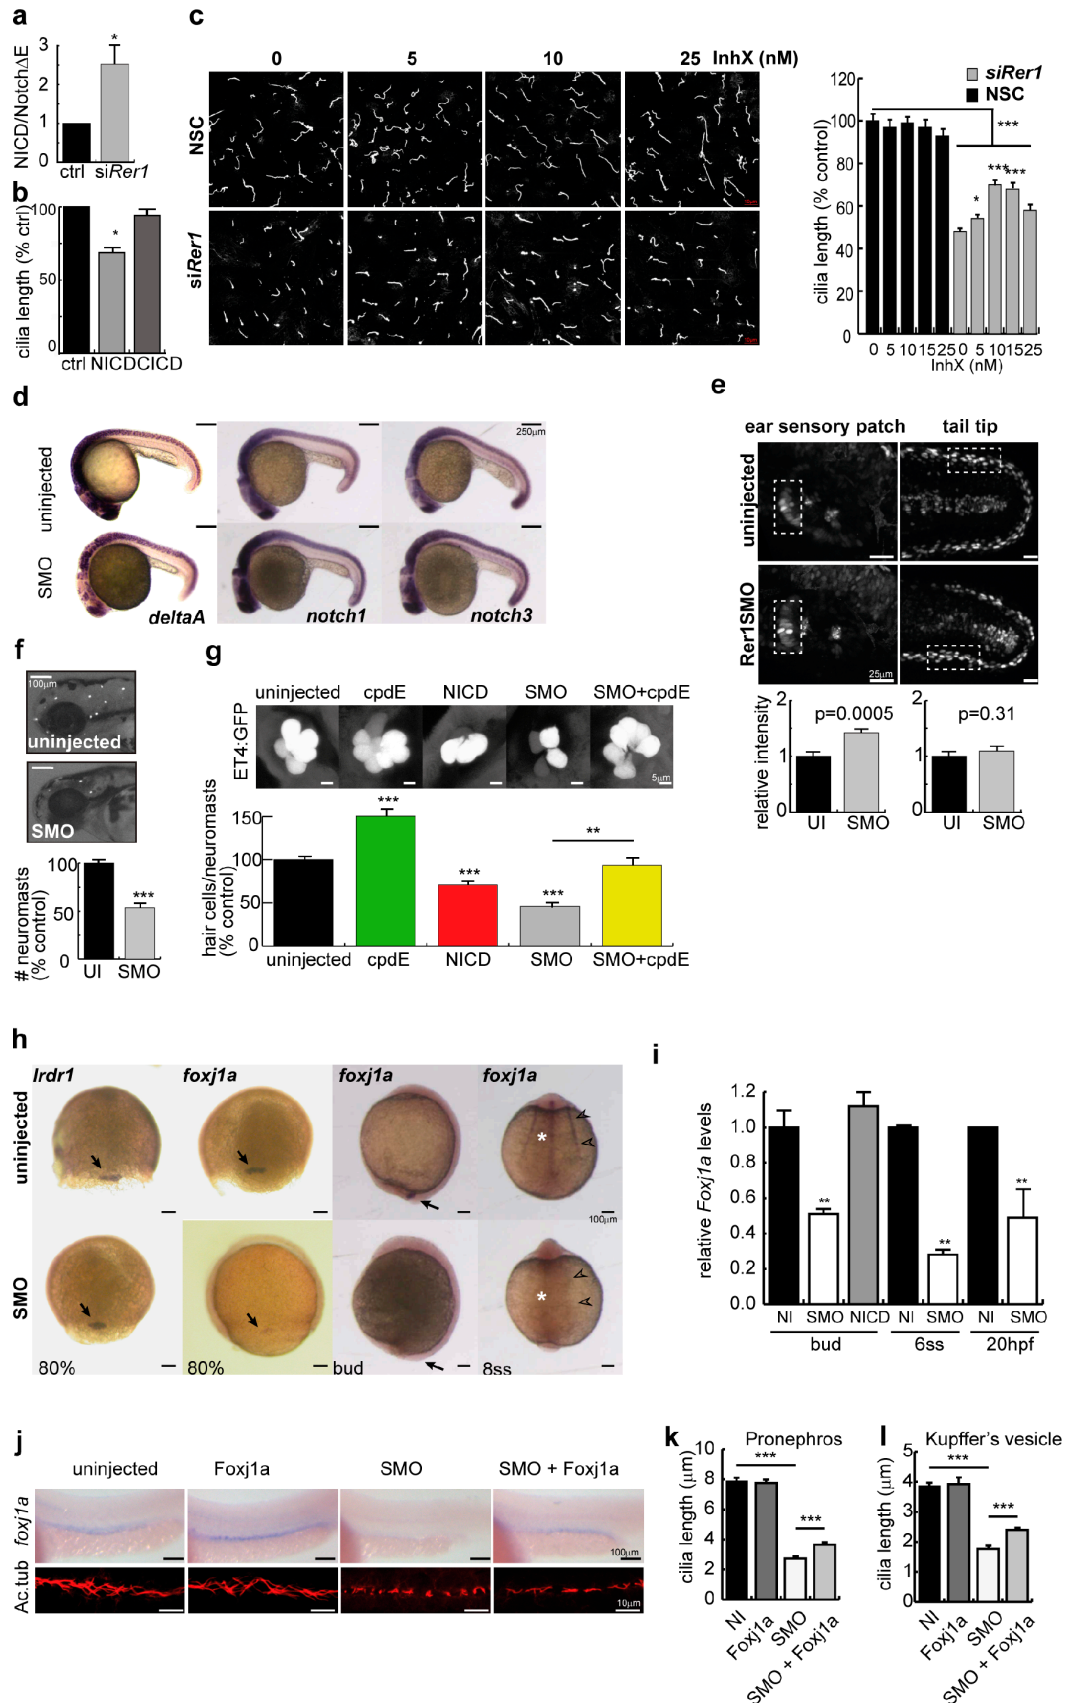 a
NICD/NotchΔE
3
2
1
0
*
ctrl
siRer1
b
cilia length (% ctrl)
100
50
0
*
ctrl NICD CICD
c
0 5 10 25 InhX (nM)
NSC
siRer1
cilia length (% control)
120
100
80
60
40
20
0
siRer1
NSC
***
*
***
***
0 5 10 15 25 0 5 10 15 25
InhX (nM)
d
uninjected
SMO
250μm
deltaA
notch1
notch3
e
ear sensory patch
tail tip
uninjected
Rer1SMO
25μm
relative intensity
2
1
0
p=0.0005
UI SMO
2
1
0
p=0.31
UI SMO
f
100μm
uninjected
SMO
# neuromasts
(% control)
100
50
0
***
UI SMO
g
uninjected cpdE NICD SMO SMO+cpdE
ET4:GFP
5μm
hair cells/neuromasts
(% control)
150
100
50
0
***
***
***
**
uninjected cpdE NICD SMO SMO+cpdE
h
lrdr1 foxj1a foxj1a foxj1a
uninjected
*
100μm
SMO
*
80% 80% bud 8ss
i
relative Foxj1a levels
1.2
1.0
0.8
0.6
0.4
0.2
0.0
**
**
**
NI SMO NICD NI SMO NI SMO
bud 6ss 20hpf
j
uninjected Foxj1a SMO SMO + Foxj1a
foxj1a
100μm
Ac.tub
10μm
k
Pronephros
cilia length (μm)
10
8
6
4
2
0
***
***
NI
Foxj1a
SMO
SMO + Foxj1a
l
Kupffer's vesicle
cilia length (μm)
5
4
3
2
1
0
***
***
NI
Foxj1a
SMO
SMO + Foxj1a